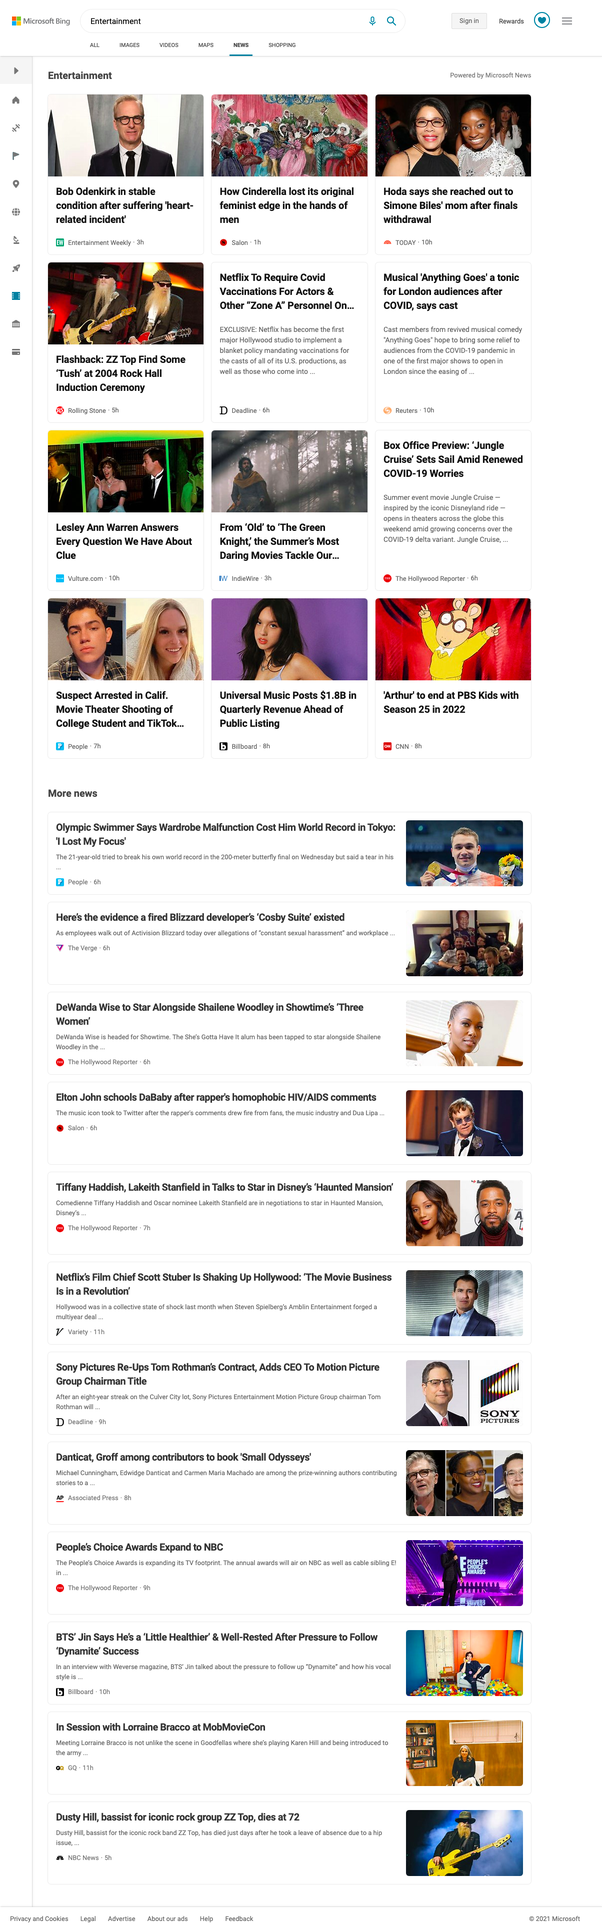 Microsoft Bing
Entertainment
Sign in
Rewards
ALL
IMAGES
VIDEOS
MAPS
NEWS
SHOPPING
Entertainment
Powered by Microsoft News
Bob Odenkirk in stable
condition after suffering 'heart-
related incident'
Entertainment Weekly · 3h
How Cinderella lost its original
feminist edge in the hands of
men
Salon · 1h
Hoda says she reached out to
Simone Biles' mom after finals
withdrawal
TODAY · 10h
Flashback: ZZ Top Find Some
‘Tush’ at 2004 Rock Hall
Induction Ceremony
Rolling Stone · 5h
Netflix To Require Covid
Vaccinations For Actors &
Other “Zone A” Personnel On...
EXCLUSIVE: Netflix has become the first
major Hollywood studio to implement a
blanket policy mandating vaccinations for
the casts of all of its U.S. productions, as
well as those who come into ...
Deadline · 6h
Musical 'Anything Goes' a tonic
for London audiences after
COVID, says cast
Cast members from revived musical comedy
"Anything Goes" hope to bring some relief to
audiences from the COVID-19 pandemic in
one of the first major shows to open in
London since the easing of ...
Reuters · 10h
Lesley Ann Warren Answers
Every Question We Have About
Clue
Vulture.com · 10h
From ‘Old’ to ‘The Green
Knight,’ the Summer’s Most
Daring Movies Tackle Our...
IndieWire · 3h
Box Office Preview: ‘Jungle
Cruise’ Sets Sail Amid Renewed
COVID-19 Worries
Summer event movie Jungle Cruise —
inspired by the iconic Disneyland ride —
opens in theaters across the globe this
weekend amid growing concerns over the
COVID-19 delta variant. Jungle Cruise, ...
The Hollywood Reporter · 6h
Suspect Arrested in Calif.
Movie Theater Shooting of
College Student and TikTok...
People · 7h
Universal Music Posts $1.8B in
Quarterly Revenue Ahead of
Public Listing
Billboard · 8h
'Arthur' to end at PBS Kids with
Season 25 in 2022
CNN · 8h
More news
Olympic Swimmer Says Wardrobe Malfunction Cost Him World Record in Tokyo:
'I Lost My Focus'
The 21-year-old tried to break his own world record in the 200-meter butterfly final on Wednesday but said a tear in his
...
People · 6h
Here's the evidence a fired Blizzard developer's ‘Cosby Suite’ existed
As employees walk out of Activision Blizzard today over allegations of “constant sexual harassment” and workplace ...
The Verge · 6h
DeWanda Wise to Star Alongside Shailene Woodley in Showtime’s ‘Three
Women’
DeWanda Wise is headed for Showtime. The She's Gotta Have It alum has been tapped to star alongside Shailene
Woodley in the ...
The Hollywood Reporter · 6h
Elton John schools DaBaby after rapper's homophobic HIV/AIDS comments
The music icon took to Twitter after the rapper's comments drew fire from fans, the music industry and Dua Lipa ...
Salon · 6h
Tiffany Haddish, Lakeith Stanfield in Talks to Star in Disney’s ‘Haunted Mansion’
Comedienne Tiffany Haddish and Oscar nominee Lakeith Stanfield are in negotiations to star in Haunted Mansion,
Disney's ...
The Hollywood Reporter · 7h
Netflix’s Film Chief Scott Stuber Is Shaking Up Hollywood: ‘The Movie Business
Is in a Revolution’
Hollywood was in a collective state of shock last month when Steven Spielberg's Amblin Entertainment forged a
multiyear deal ...
Variety · 11h
Sony Pictures Re-Ups Tom Rothman’s Contract, Adds CEO To Motion Picture
Group Chairman Title
After an eight-year streak on the Culver City lot, Sony Pictures Entertainment Motion Picture Group chairman Tom
Rothman will ...
Deadline · 9h
SONY
PICTURES
Danticat, Groff among contributors to book 'Small Odysseys'
Michael Cunningham, Edwidge Danticat and Carmen Maria Machado are among the prize-winning authors contributing
stories to a ...
AP
Associated Press · 8h
People’s Choice Awards Expand to NBC
The People's Choice Awards is expanding its TV footprint. The annual awards will air on NBC as well as cable sibling E!
in ...
The Hollywood Reporter · 9h
E PEOPLE'S
CHOICE
AWARDS
BTS’ Jin Says He’s a ‘Little Healthier’ & Well-Rested After Pressure to Follow
‘Dynamite’ Success
In an interview with Weverse magazine, BTS' Jin talked about the pressure to follow up "Dynamite" and how his vocal
style is ...
Billboard · 10h
In Session with Lorraine Bracco at MobMovieCon
Meeting Lorraine Bracco is not unlike the scene in Goodfellas where she's playing Karen Hill and being introduced to
the army ...
GQ · 11h
Dusty Hill, bassist for iconic rock group ZZ Top, dies at 72
Dusty Hill, bassist for the iconic rock band ZZ Top, has died just days after he took a leave of absence due to a hip
issue, ...
NBC News · 5h
Privacy and Cookies
Legal
Advertise
About our ads
Help
Feedback
© 2021 Microsoft